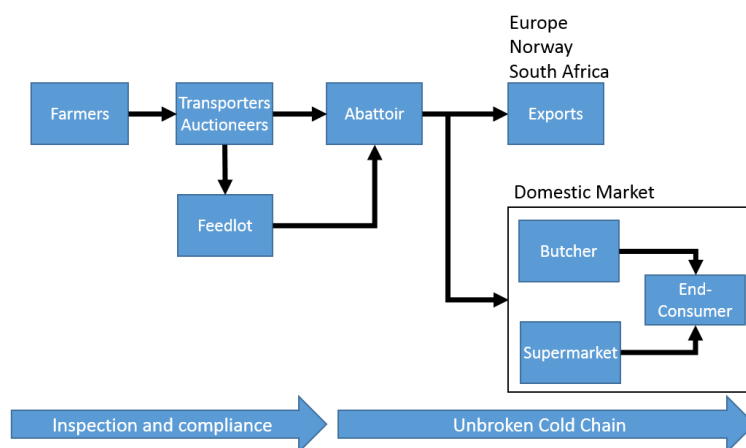 Europe
Norway
South Africa
Farmers
Transporters
Auctioneers
Abattoir
Exports
Feedlot
Domestic Market
Butcher
End-
Consumer
Supermarket
Inspection and compliance
Unbroken Cold Chain